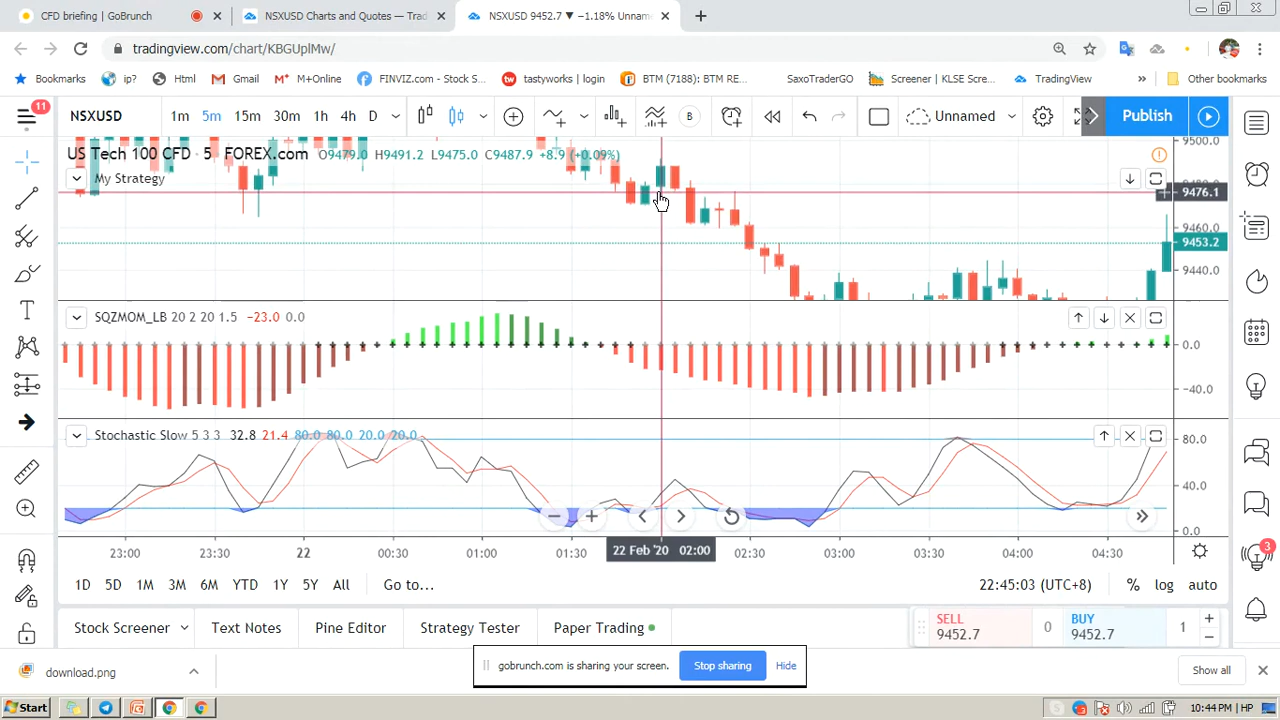 CFD briefing | GoBrunch
NSXUSD Charts and Quotes — Trad
NSXUSD 9452.7 ▼ −1.18% Unnam
tradingview.com/chart/KBGUplMw/
Bookmarks ip? Html Gmail M+Online FINVIZ.com - Stock S... tastyworks | login BTM (7188): BTM RE... SaxoTraderGO Screener | KLSE Scre... TradingView » Other bookmarks
11 NSXUSD 1m 5m 15m 30m 1h 4h D B Unnamed Publish
US Tech 100 CFD · 5 · FOREX.com O9479.0 H9491.2 L9475.0 C9487.9 +8.9 (+0.09%)
My Strategy
9500.0
9476.1
9460.0
9453.2
9440.0
SQZMOM_LB 20 2 20 1.5 −23.0 0.0
0.0
−40.0
Stochastic Slow 5 3 3 32.8 21.4 80.0 80.0 20.0 20.0
80.0
40.0
0.0
23:00 23:30 22 00:30 01:00 01:30 22 Feb '20 02:00 02:30 03:00 03:30 04:00 04:30
3
1D 5D 1M 3M 6M YTD 1Y 5Y All Go to... 22:45:03 (UTC+8) % log auto
Stock Screener Text Notes Pine Edit Strategy Tester Paper Trading
SELL 9452.7 0 BUY 9452.7 1
download.png
gobrunch.com is sharing your screen. Stop sharing Hide
Show all
Start 10:44 PM | HP